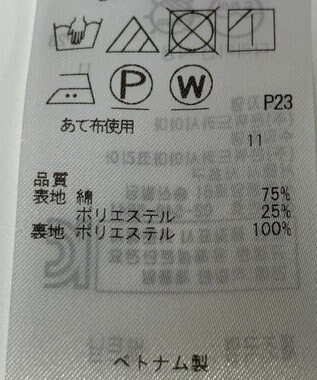 P W
P23
あて布使用
11
品質
表地 綿 75%
ポリエステル 25%
裏地 ポリエステル 100%
ベトナム製